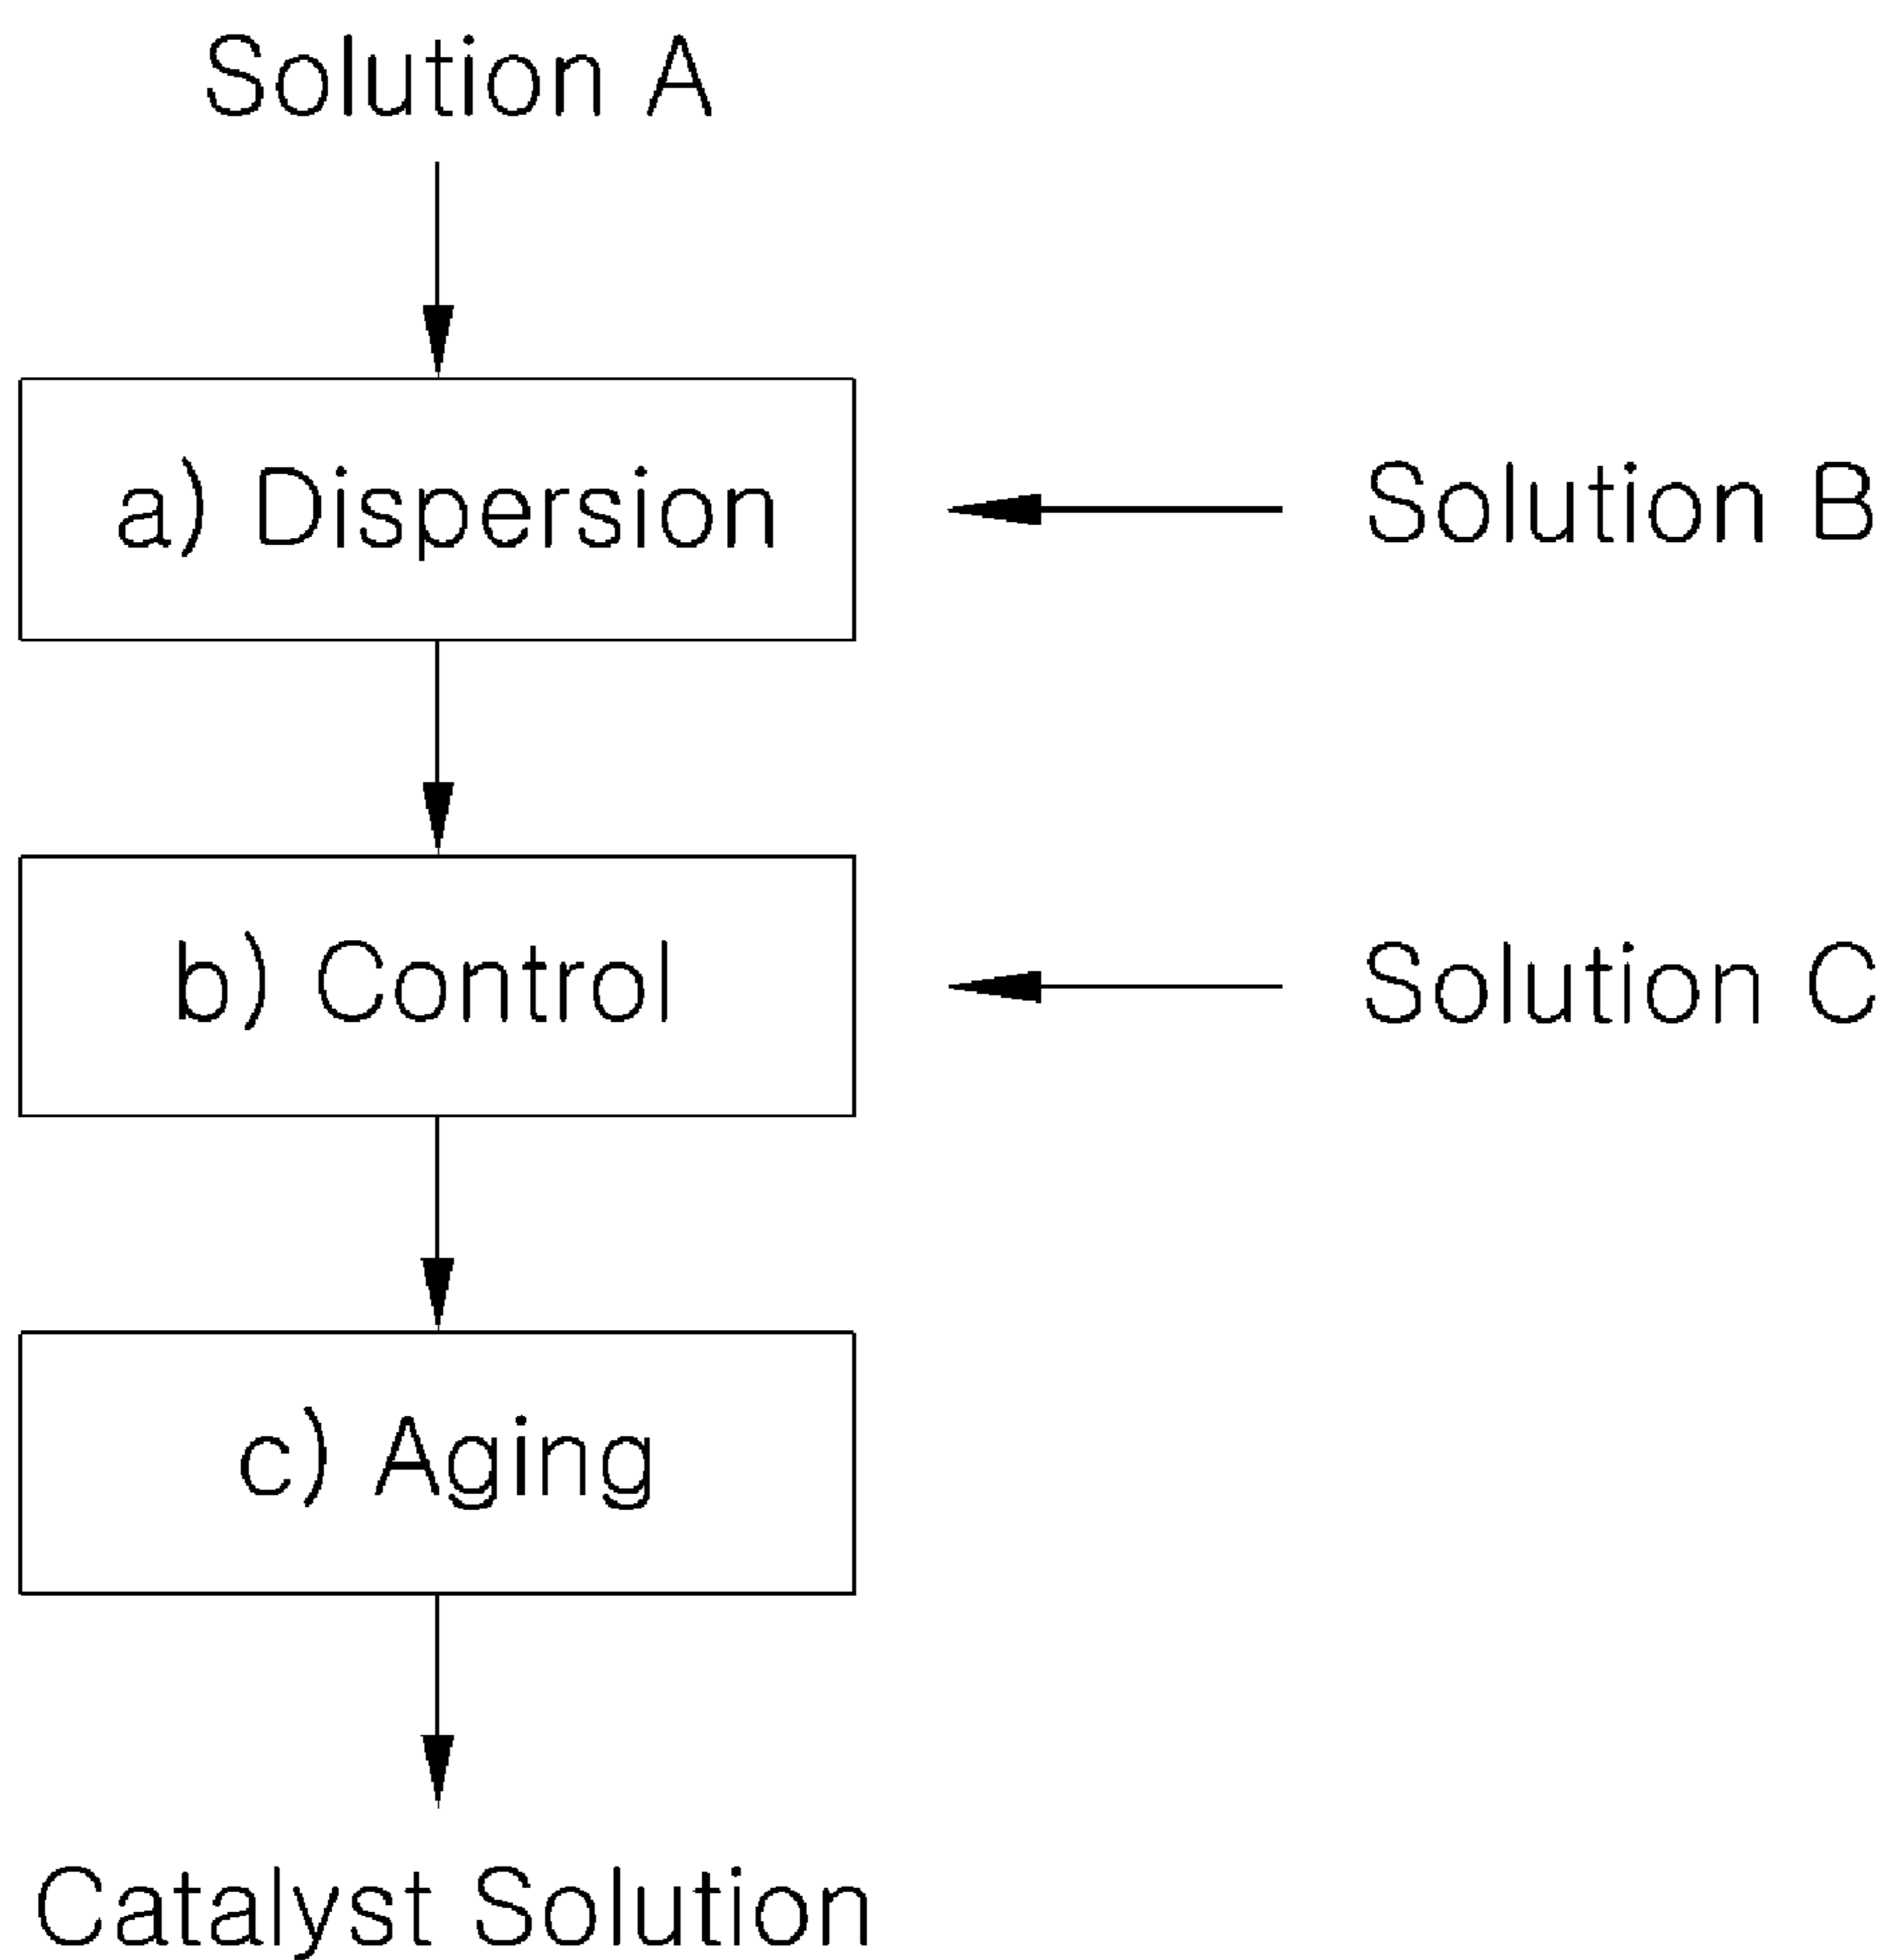 Solution A
a) Dispersion
Solution B
b) Control
Solution C
c) Aging
Catalyst Solution